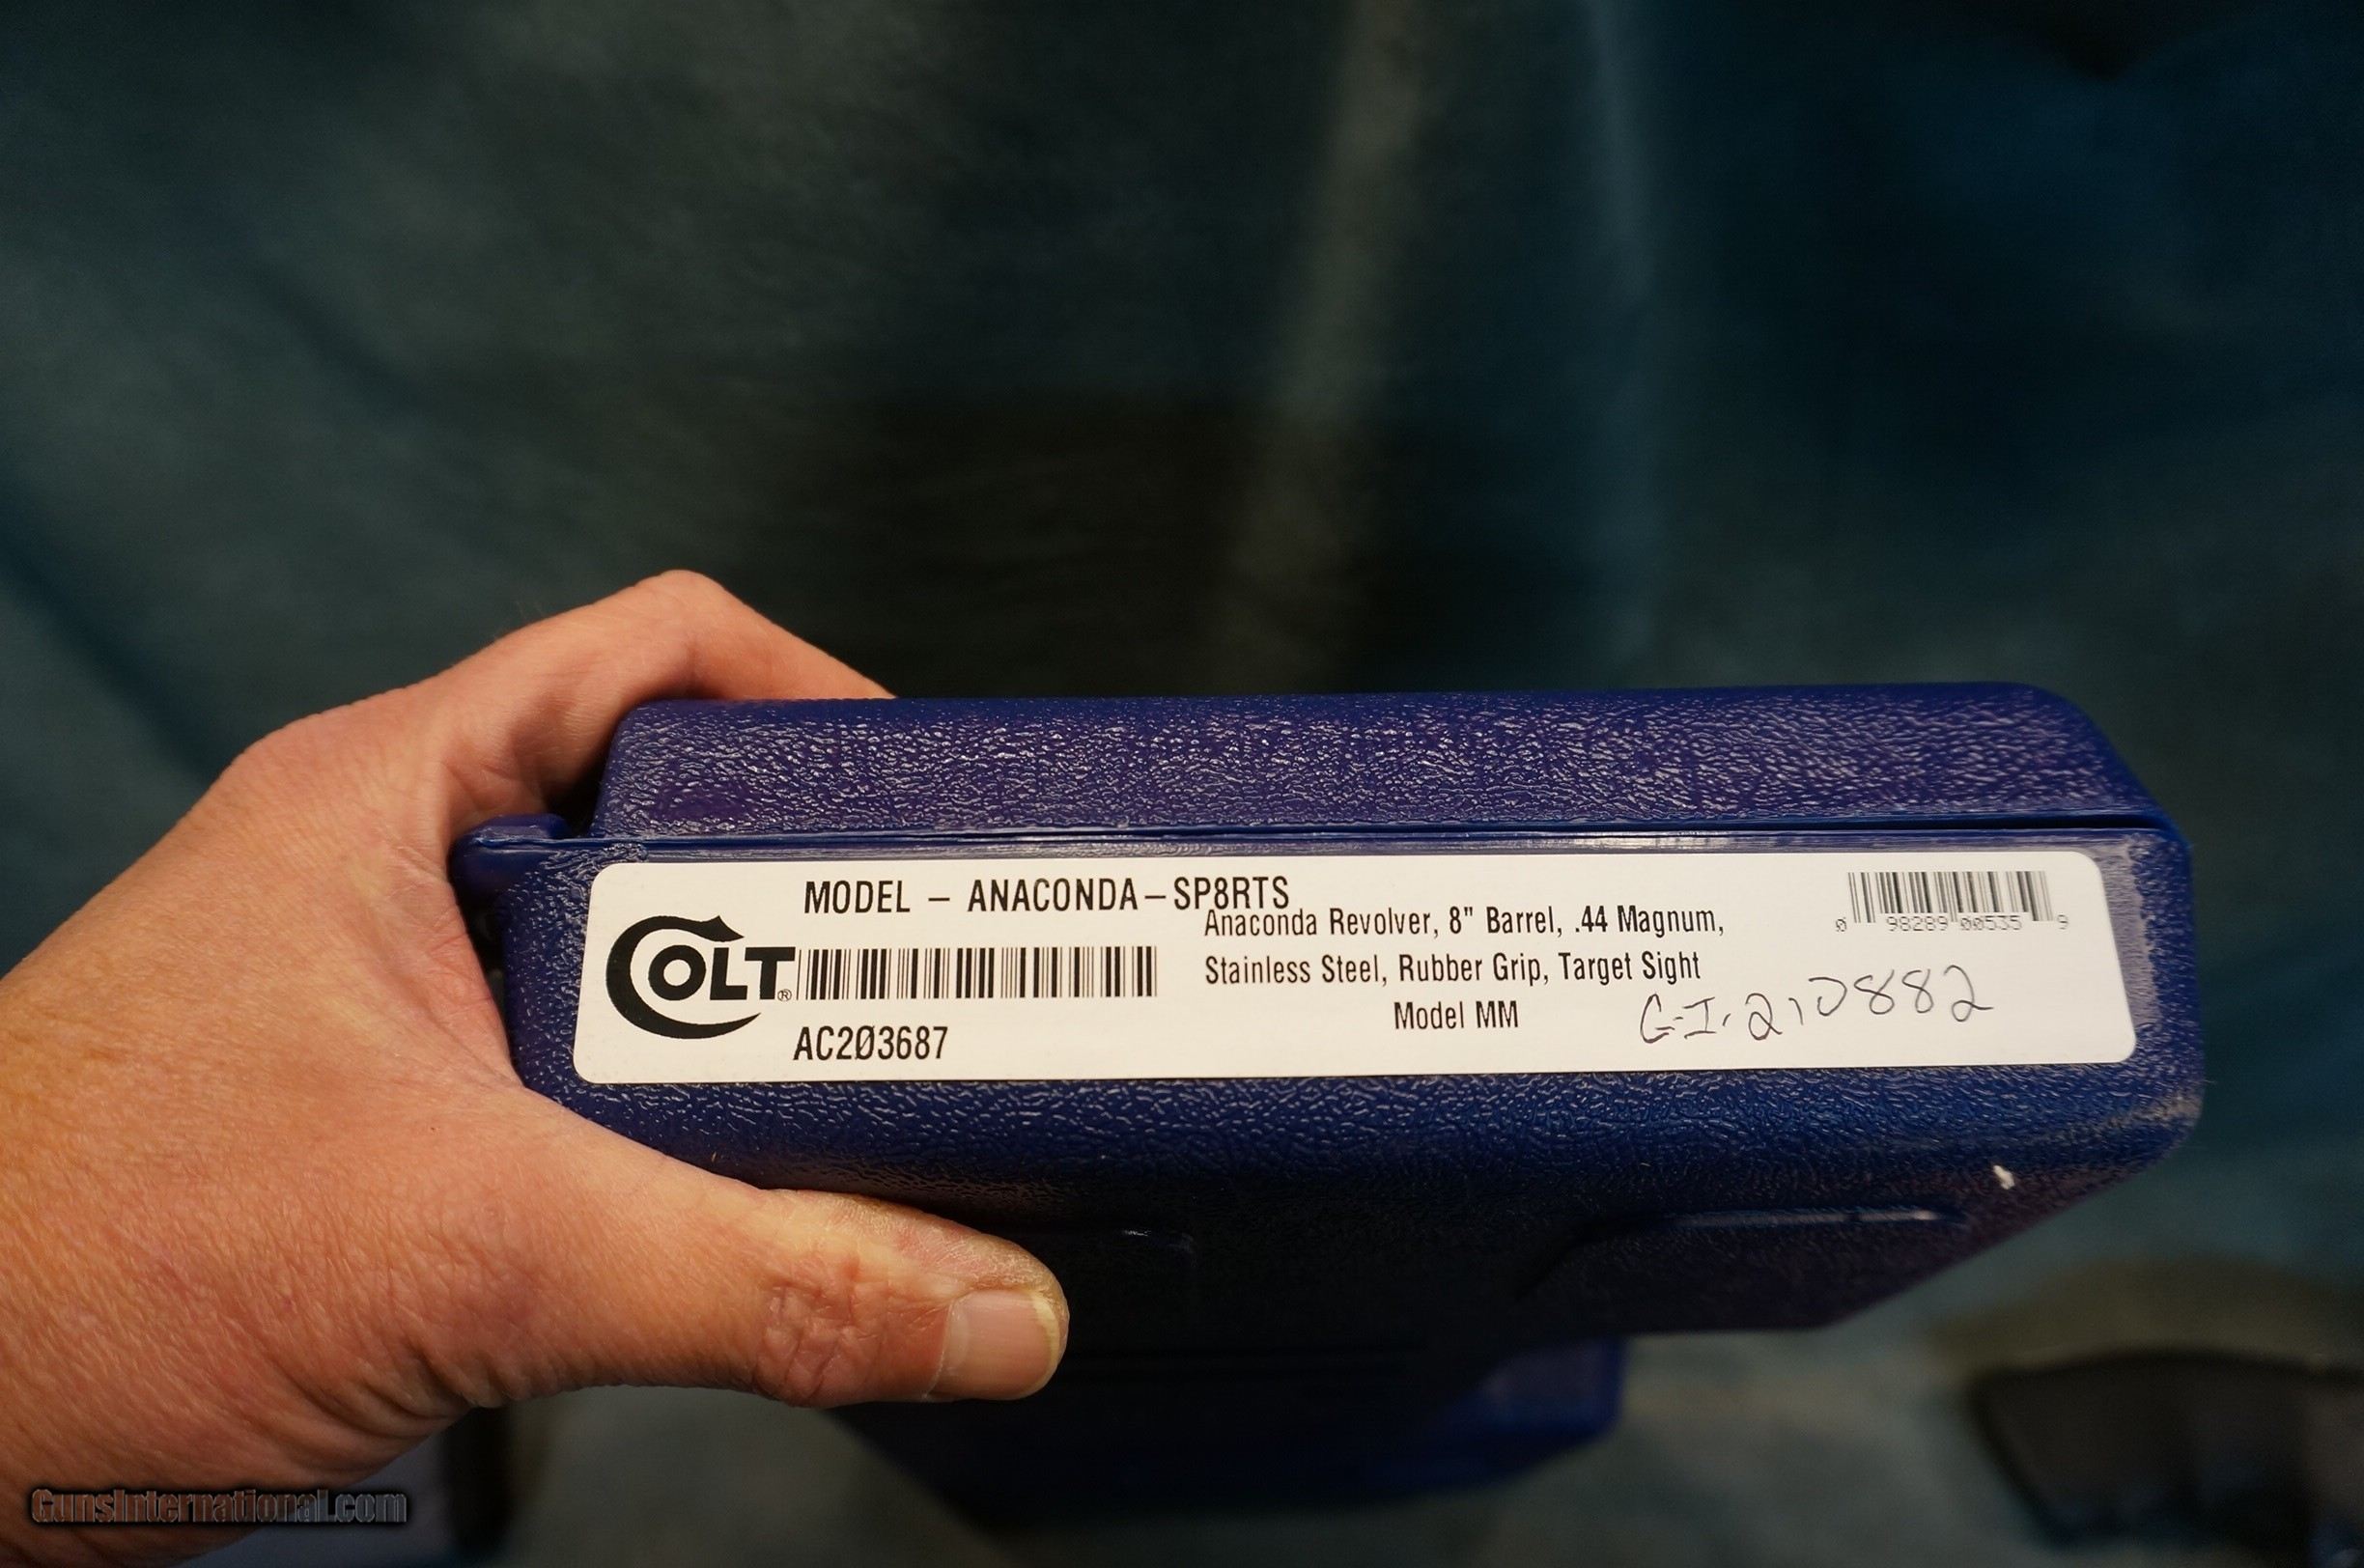 MODEL – ANACONDA–SP8RTS
COLT®
AC2Ø3687
Anaconda Revolver, 8" Barrel, .44 Magnum,
Stainless Steel, Rubber Grip, Target Sight
Model MM
0 98289 00535 9
G-I-210882
GunsInternational.com